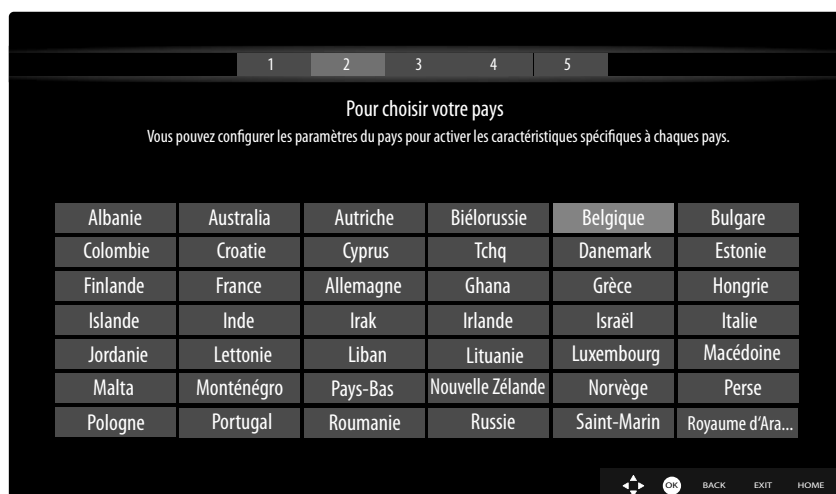 1 2 3 4 5
Pour choisir votre pays
Vous pouvez configurer les paramètres du pays pour activer les caractéristiques spécifiques à chaques pays.
Albanie Australia Autriche Biélorussie Belgique Bulgare
Colombie Croatie Cyprus Tchq Danemark Estonie
Finlande France Allemagne Ghana Grèce Hongrie
Islande Inde Irak Irlande Israël Italie
Jordanie Lettonie Liban Lituanie Luxembourg Macédoine
Malta Monténégro Pays-Bas Nouvelle Zélande Norvège Perse
Pologne Portugal Roumanie Russie Saint-Marin Royaume d‘Ara...
OK BACK EXIT HOME